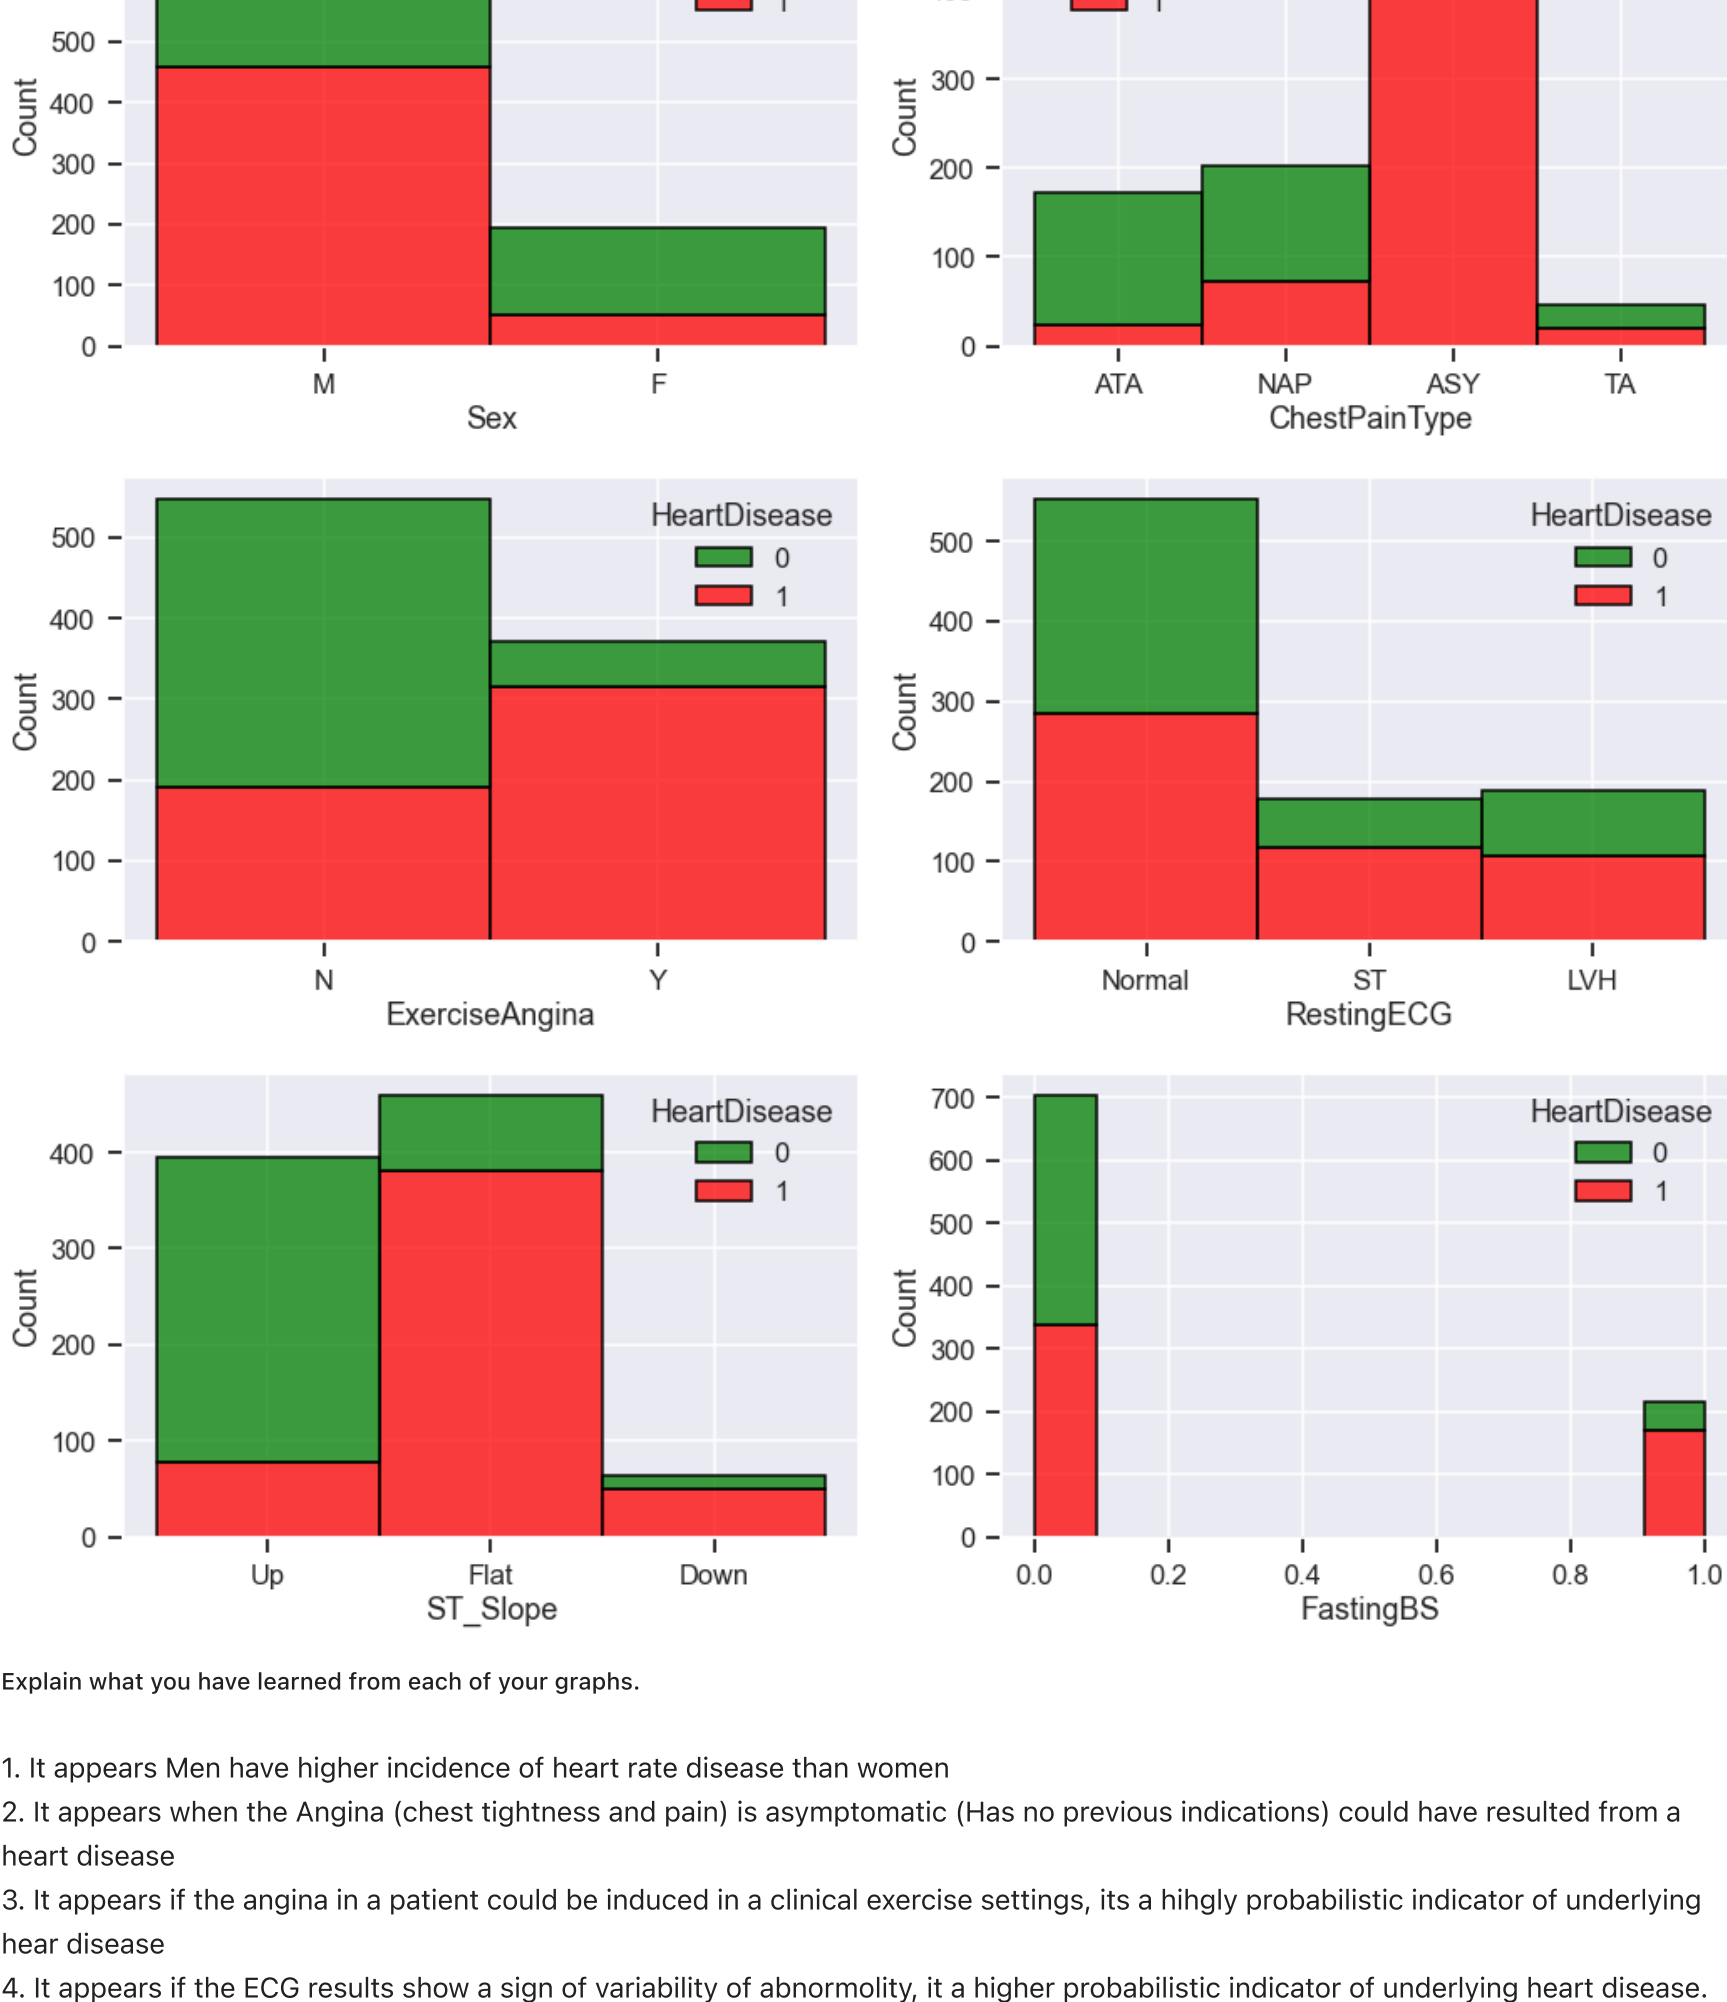 500
400
300
200
100
0
Count
M
F
Sex
300
200
100
0
Count
ATA
NAP
ASY
TA
ChestPainType
HeartDisease
0
1
500
400
300
200
100
0
Count
N
Y
ExerciseAngina
HeartDisease
0
1
500
400
300
200
100
0
Count
Normal
ST
LVH
RestingECG
HeartDisease
0
1
400
300
200
100
0
Count
Up
Flat
Down
ST_Slope
HeartDisease
0
1
700
600
500
400
300
200
100
0
Count
0.0
0.2
0.4
0.6
0.8
1.0
FastingBS
Explain what you have learned from each of your graphs.
1. It appears Men have higher incidence of heart rate disease than women
2. It appears when the Angina (chest tightness and pain) is asymptomatic (Has no previous indications) could have resulted from a
heart disease
3. It appears if the angina in a patient could be induced in a clinical exercise settings, its a hihgly probabilistic indicator of underlying
hear disease
4. It appears if the ECG results show a sign of variability of abnormolity, it a higher probabilistic indicator of underlying heart disease.